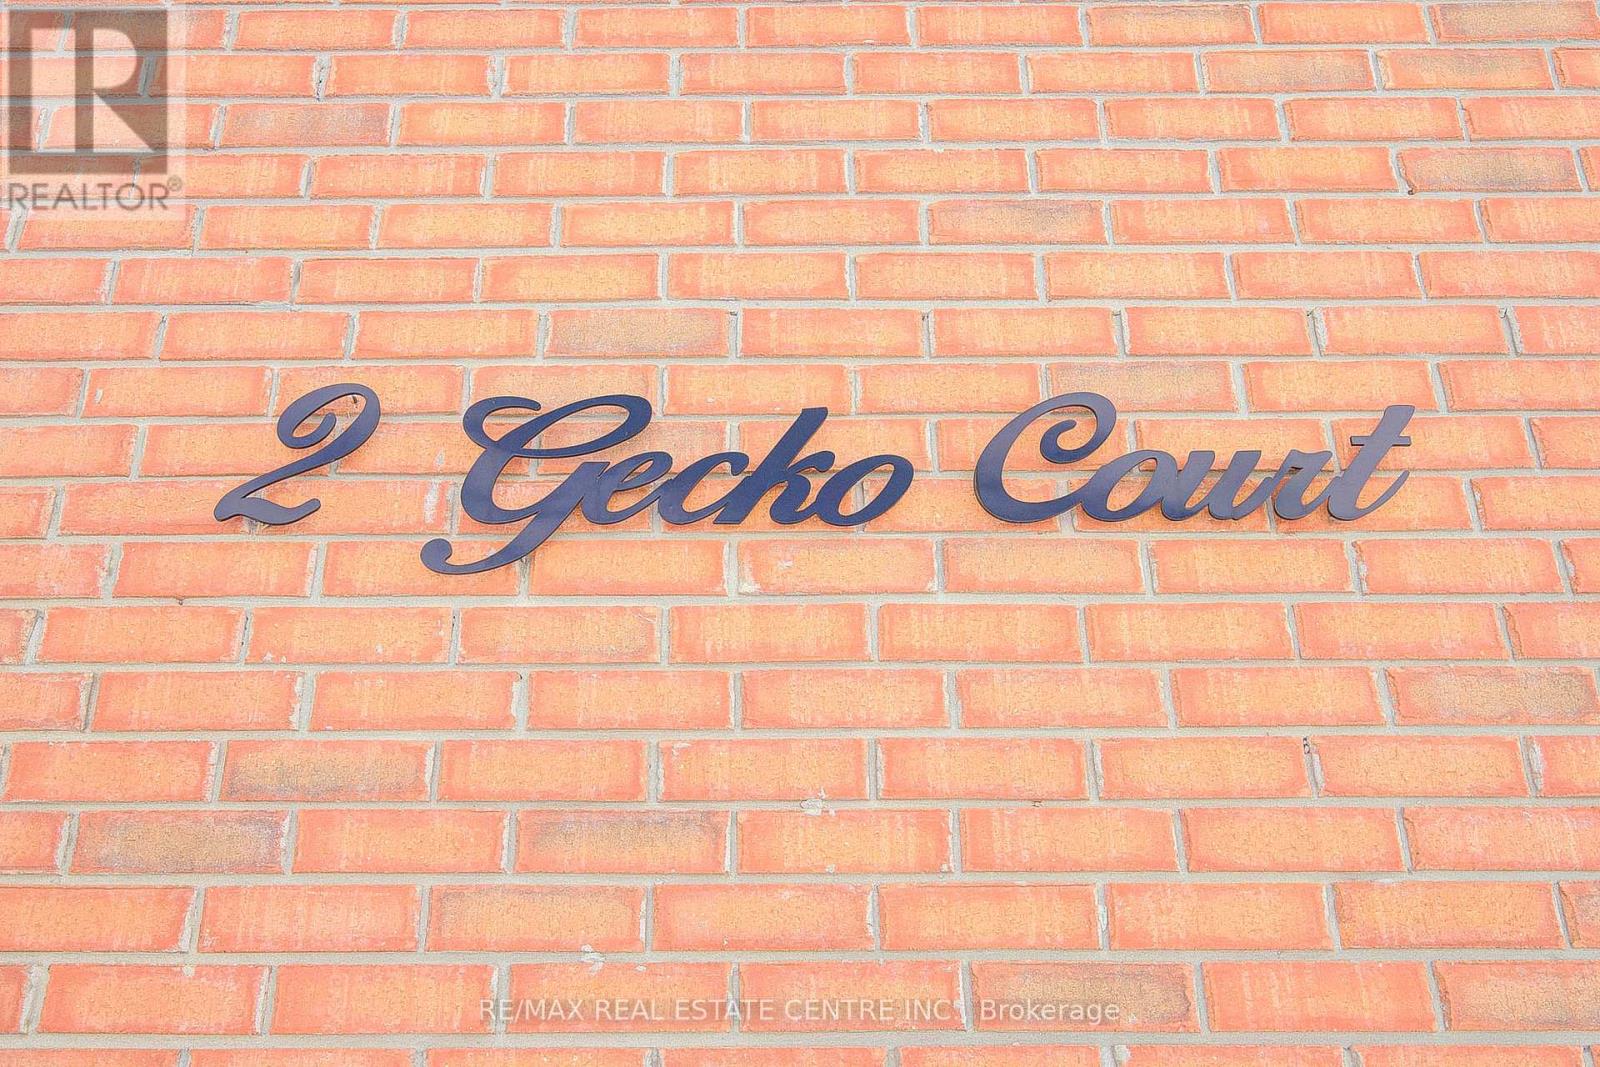 REALTOR®
2 Gecko Court
RE/MAX REAL ESTATE CENTRE INC., Brokerage